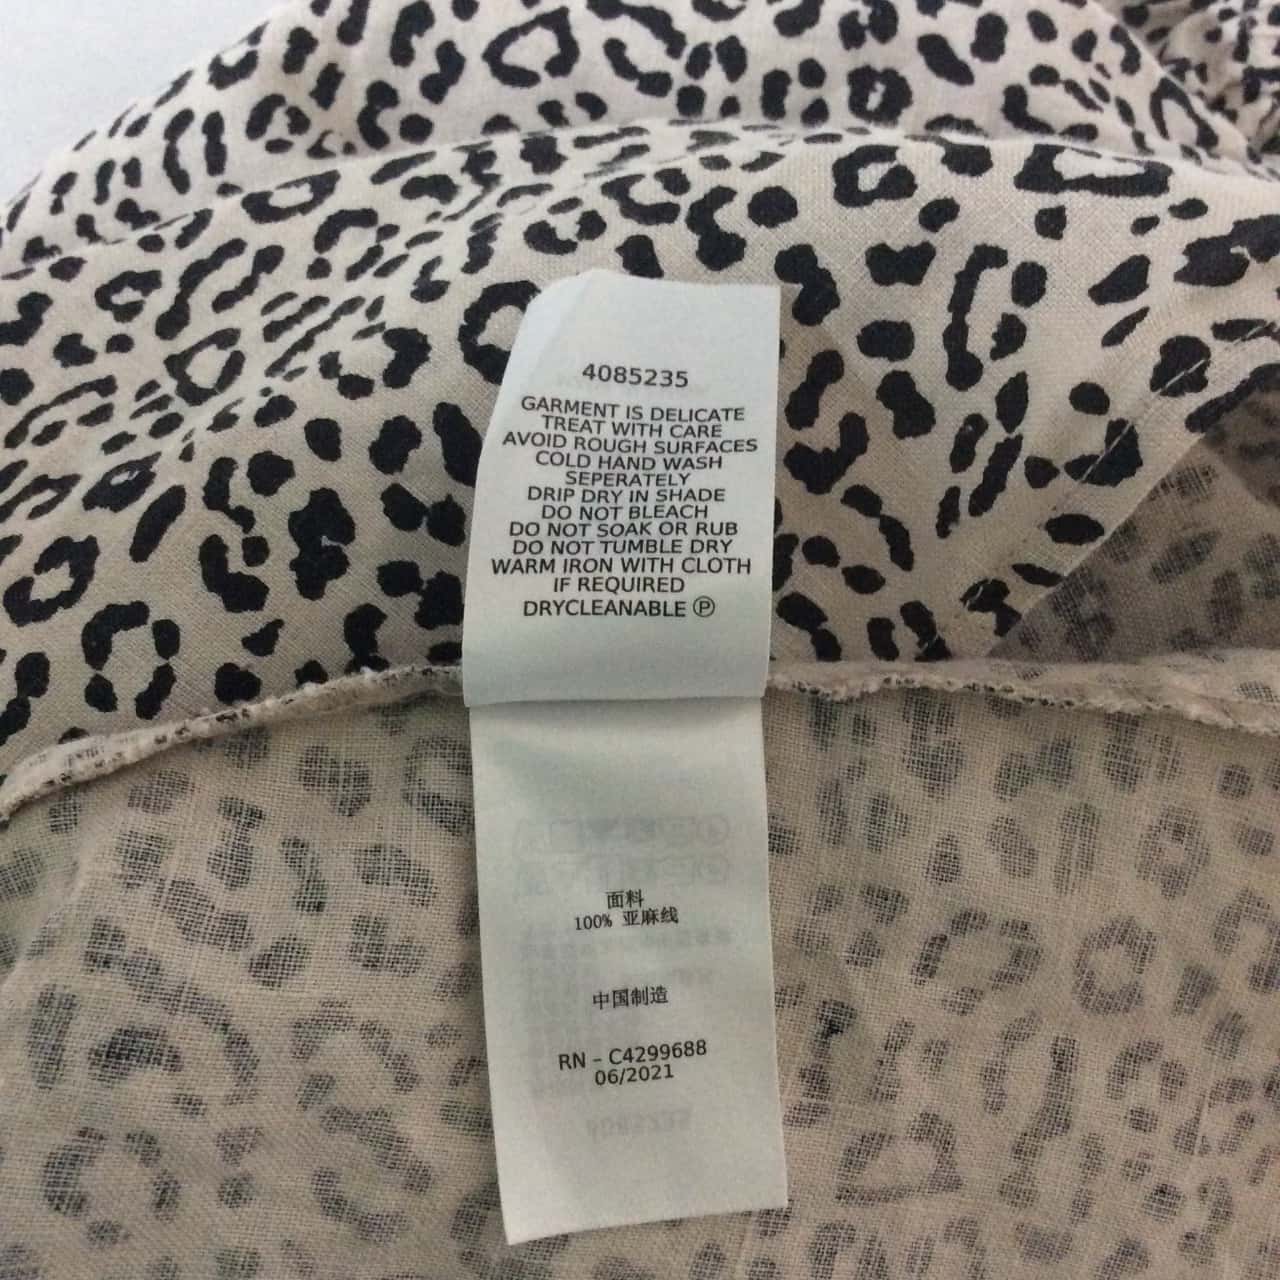 4085235
GARMENT IS DELICATE
TREAT WITH CARE
AVOID ROUGH SURFACES
COLD HAND WASH
SEPERATELY
DRIP DRY IN SHADE
DO NOT BLEACH
DO NOT SOAK OR RUB
DO NOT TUMBLE DRY
WARM IRON WITH CLOTH
IF REQUIRED
DRYCLEANABLE Ⓟ
面料
100% 亚麻线
中国制造
RN - C4299688
06/2021